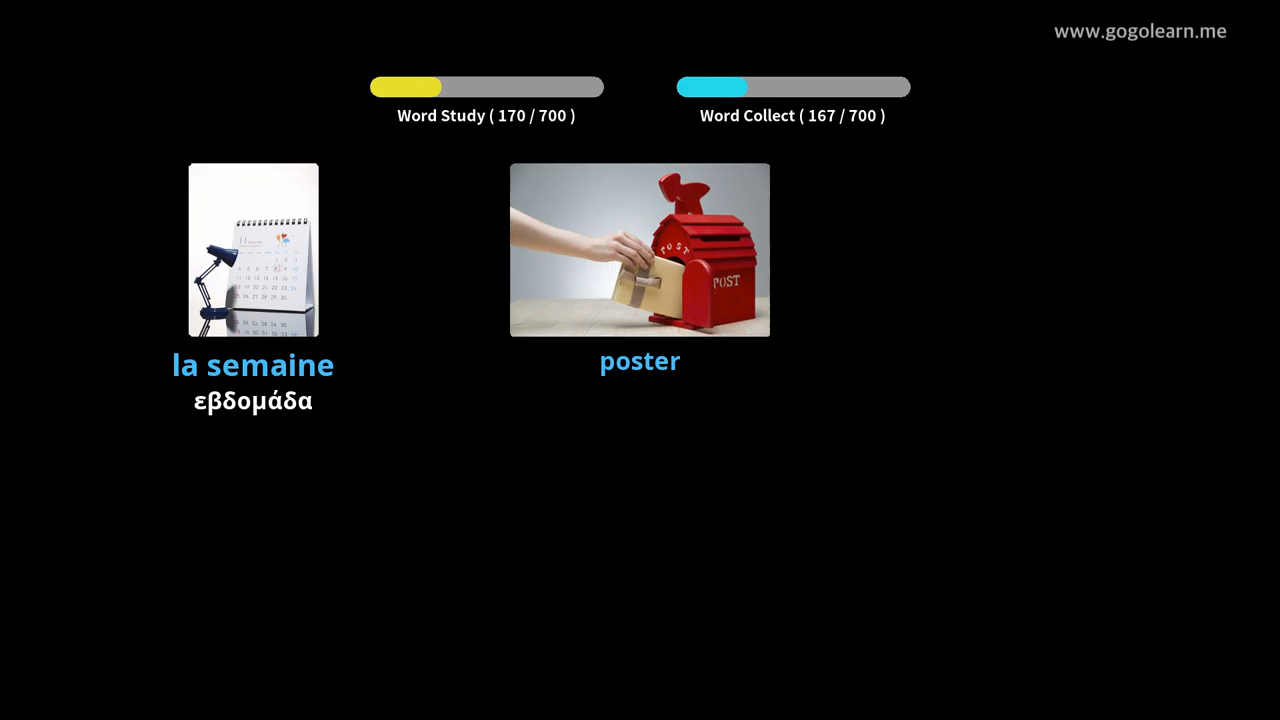 www.gogolearn.me
Word Study ( 170 / 700 )
Word Collect ( 167 / 700 )
POST
POST
la semaine
εβδομάδα
poster